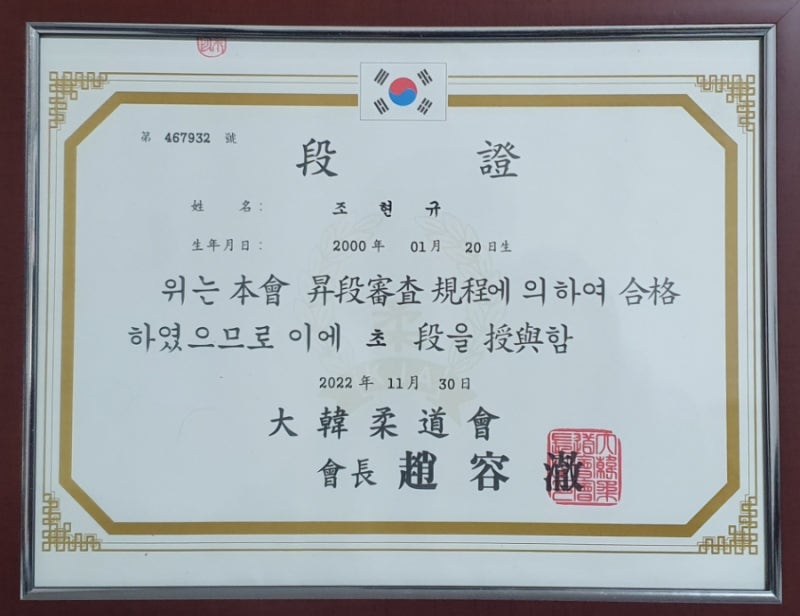 第 467932 號
段 證
姓 名 : 조 현 규
生年月日 : 2000 年 01 月 20 日生
위는 本會 昇段審査 規程에 의하여 合格
하였으므로 이에 초 段을 授與함
2022 年 11 月 30 日
大韓柔道會
會長 趙容澈